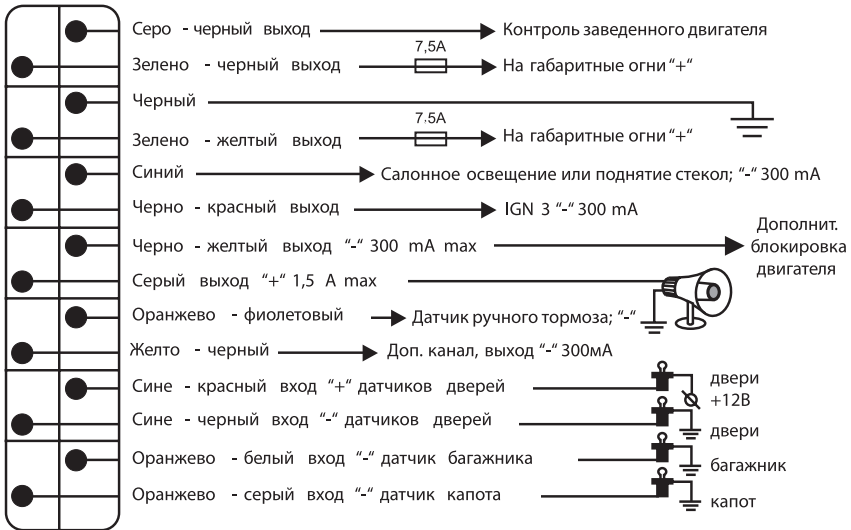 Серо - черный выход Контроль заведенного двигателя
7,5A
Зелено - черный выход На габаритные огни "+"
Черный
7.5A
Зелено - желтый выход На габаритные огни "+"
Синий Салонное освещение или поднятие стекол; "-" 300 mA
Черно - красный выход IGN 3 "-" 300 mA
Черно - желтый выход "-" 300 mA max
Дополнит.
блокировка
двигателя
Серый выход "+" 1,5 A max
Оранжево - фиолетовый Датчик ручного тормоза; "-"
Желто - черный Доп. канал, выход "-" 300мА
Сине - красный вход "+" датчиков дверей
двери
+12В
Сине - черный вход "-" датчиков дверей
двери
Оранжево - белый вход "-" датчик багажника
багажник
Оранжево - серый вход "-" датчик капота
капот